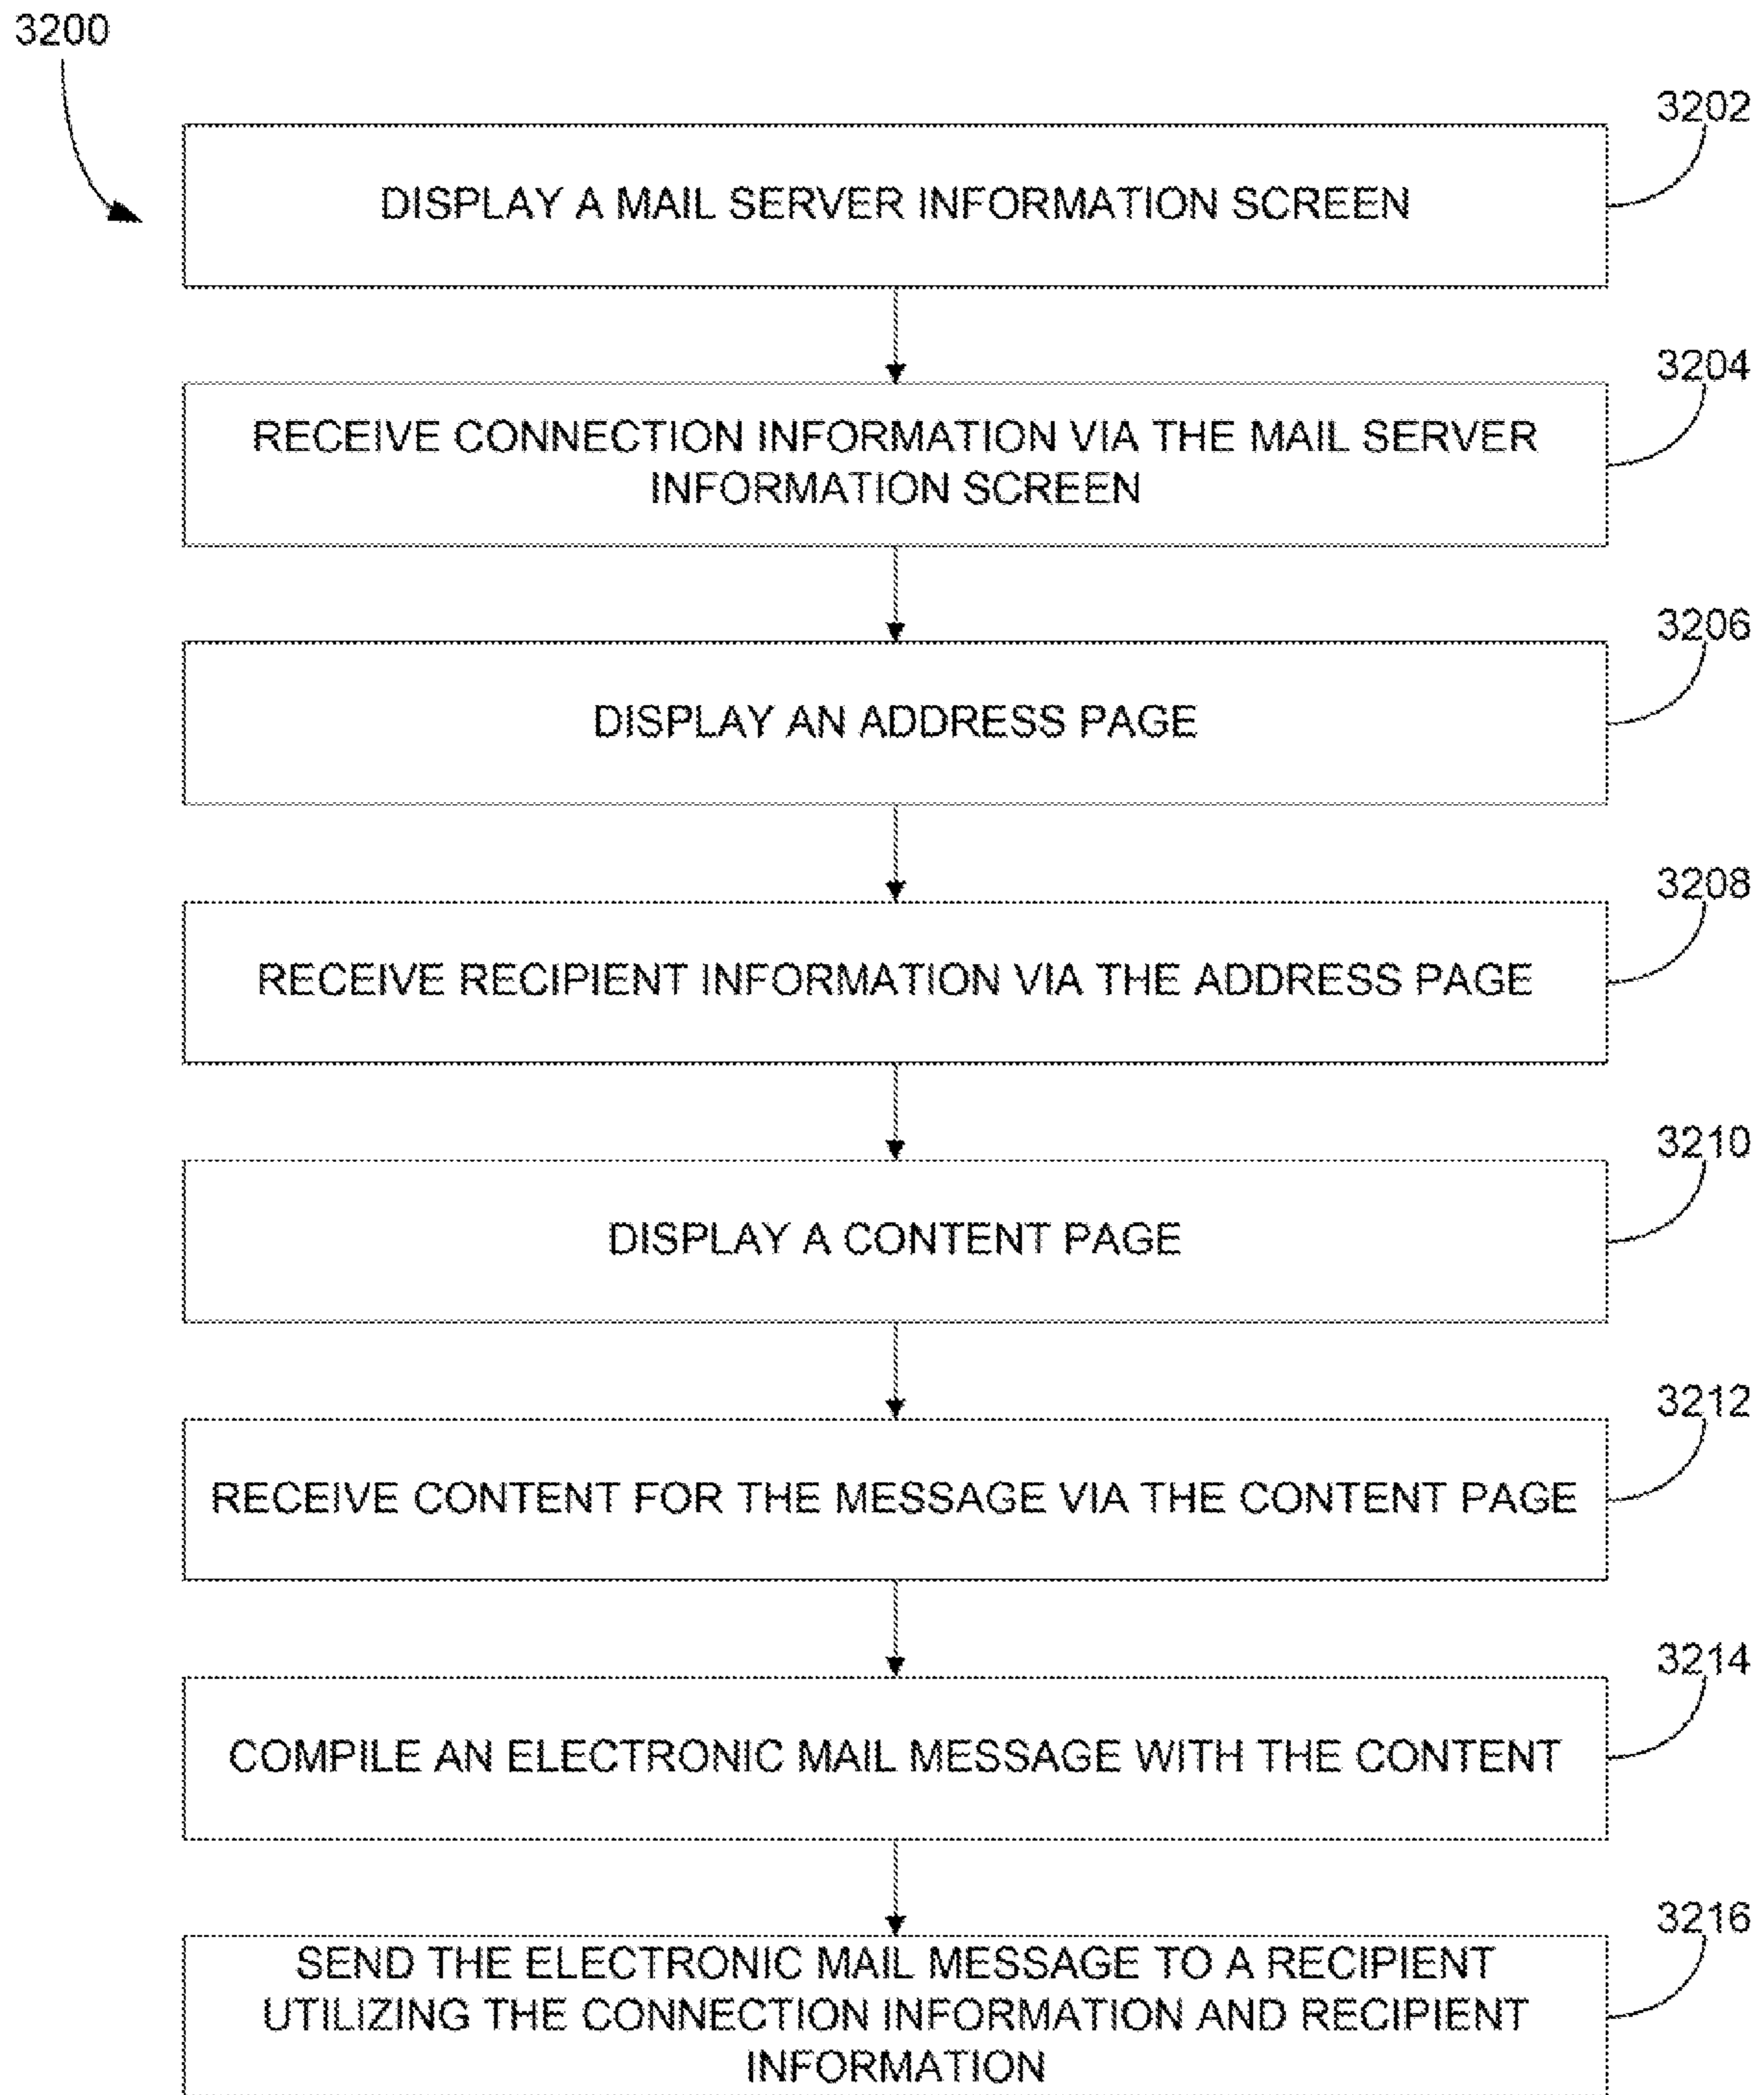 3200
3202
DISPLAY A MAIL SERVER INFORMATION SCREEN
3204
RECEIVE CONNECTION INFORMATION VIA THE MAIL SERVER
INFORMATION SCREEN
3206
DISPLAY AN ADDRESS PAGE
3208
RECEIVE RECIPIENT INFORMATION VIA THE ADDRESS PAGE
3210
DISPLAY A CONTENT PAGE
3212
RECEIVE CONTENT FOR THE MESSAGE VIA THE CONTENT PAGE
3214
COMPILE AN ELECTRONIC MAIL MESSAGE WITH THE CONTENT
3216
SEND THE ELECTRONIC MAIL MESSAGE TO A RECIPIENT
UTILIZING THE CONNECTION INFORMATION AND RECIPIENT
INFORMATION